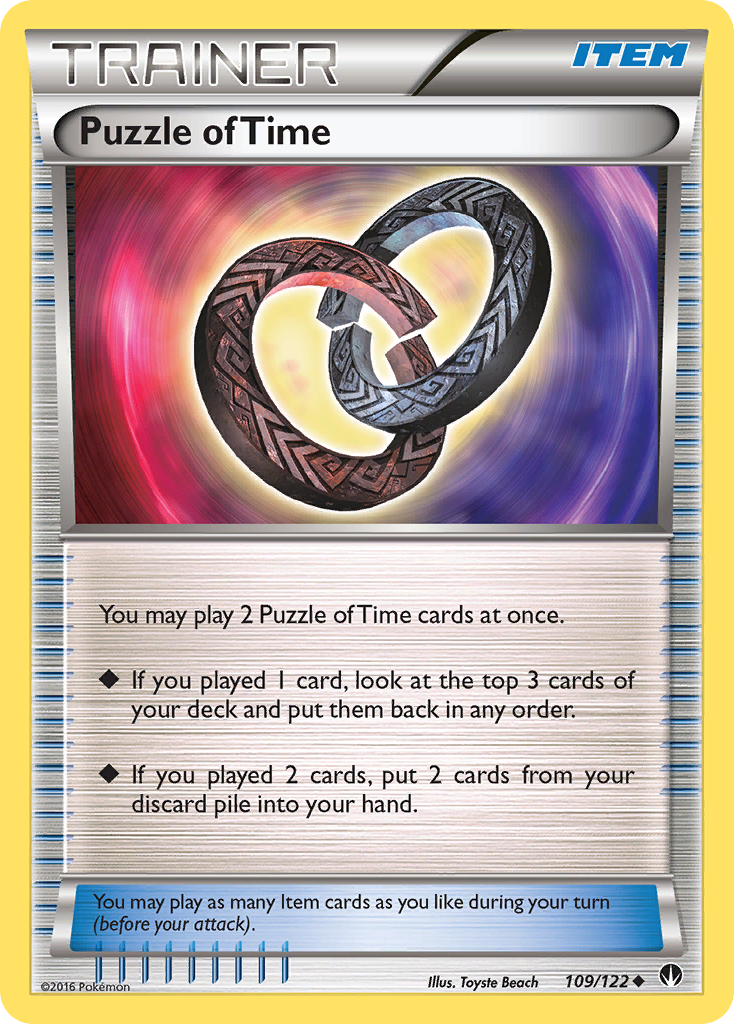 TRAINER
ITEM
Puzzle of Time
You may play 2 Puzzle of Time cards at once.
◆ If you played 1 card, look at the top 3 cards of
your deck and put them back in any order.
◆ If you played 2 cards, put 2 cards from your
discard pile into your hand.
You may play as many Item cards as you like during your turn
(before your attack).
©2016 Pokémon
Illus. Toyste Beach
109/122 ◆